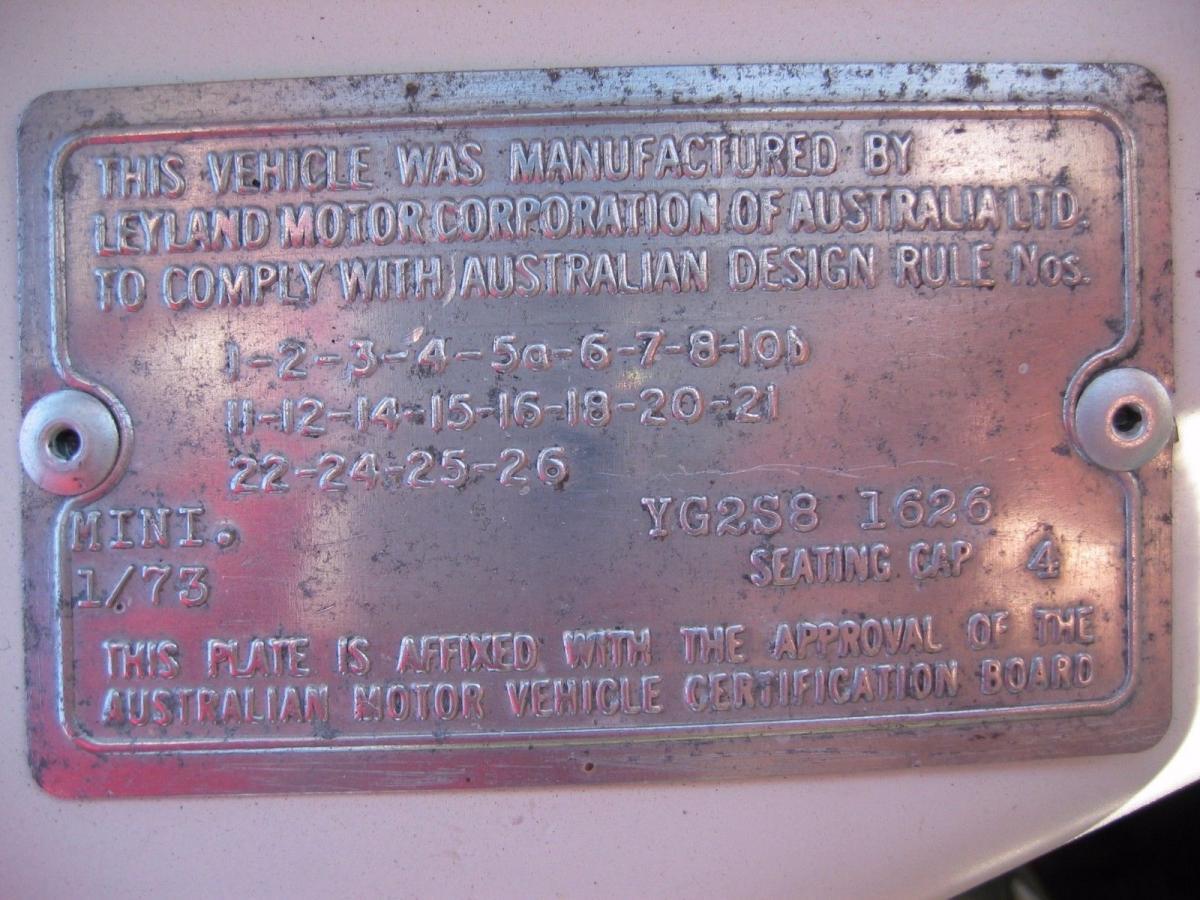 THIS VEHICLE WAS MANUFACTURED BY
LEYLAND MOTOR CORPORATION OF AUSTRALIA LTD.
TO COMPLY WITH AUSTRALIAN DESIGN RULE Nos.
1-2-3-4-5a-6-7-8-10b
11-12-14-15-16-18-20-21
22-24-25-26
MINI. YG2S8 1626
1/73 SEATING CAP 4
THIS PLATE IS AFFIXED WITH THE APPROVAL OF THE
AUSTRALIAN MOTOR VEHICLE CERTIFICATION BOARD